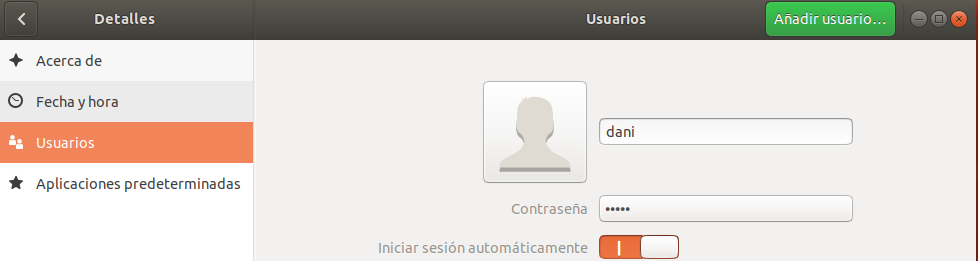 Detalles
Usuarios
Añadir usuario...
Acerca de
Fecha y hora
Usuarios
Aplicaciones predeterminadas
dani
Contraseña
•••••
Iniciar sesión automáticamente